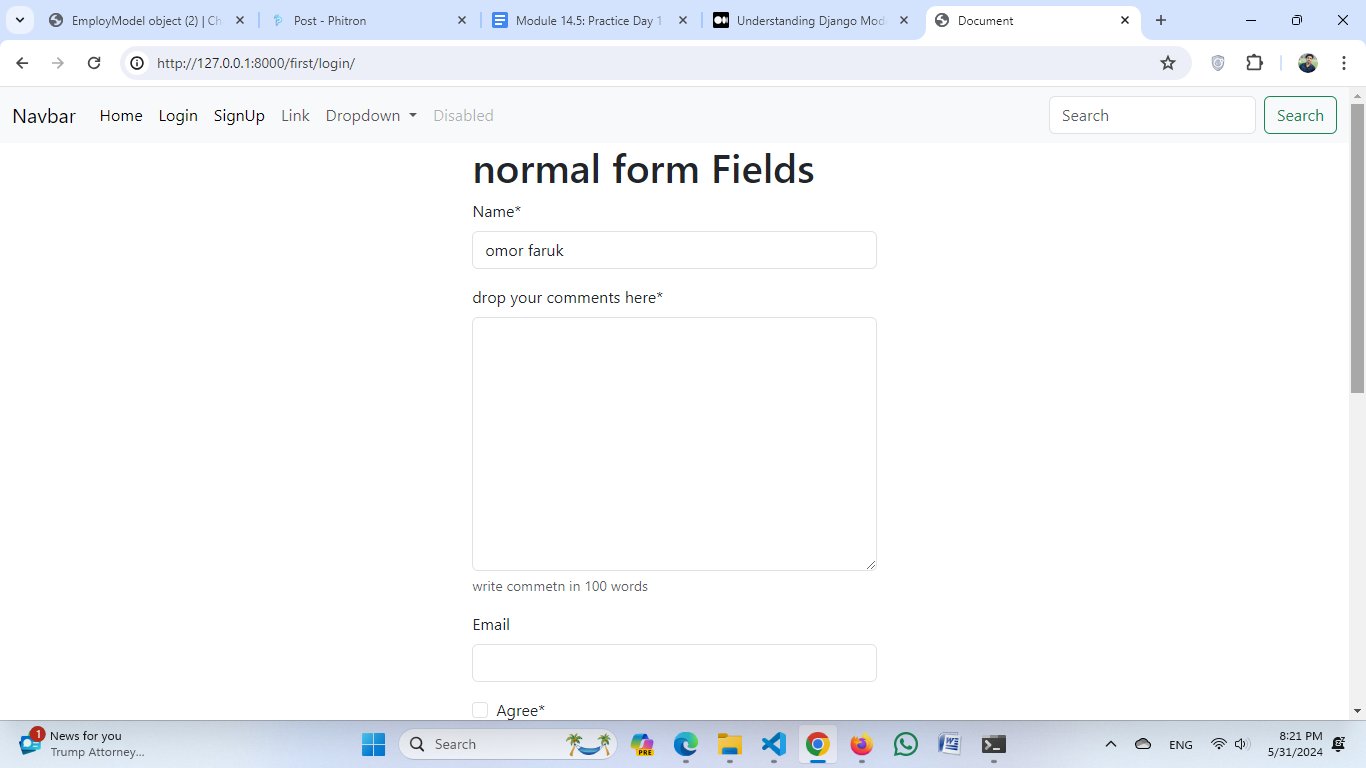 EmployModel object (2) | Ch
Post - Phitron
Module 14.5: Practice Day 1
Understanding Django Mod
Document
http://127.0.0.1:8000/first/login/
Navbar Home Login SignUp Link Dropdown Disabled Search Search
normal form Fields
Name*
omor faruk
drop your comments here*
write commetn in 100 words
Email
Agree*
1
News for you
Trump Attorney...
Search
PRE
ENG
8:21 PM
5/31/2024